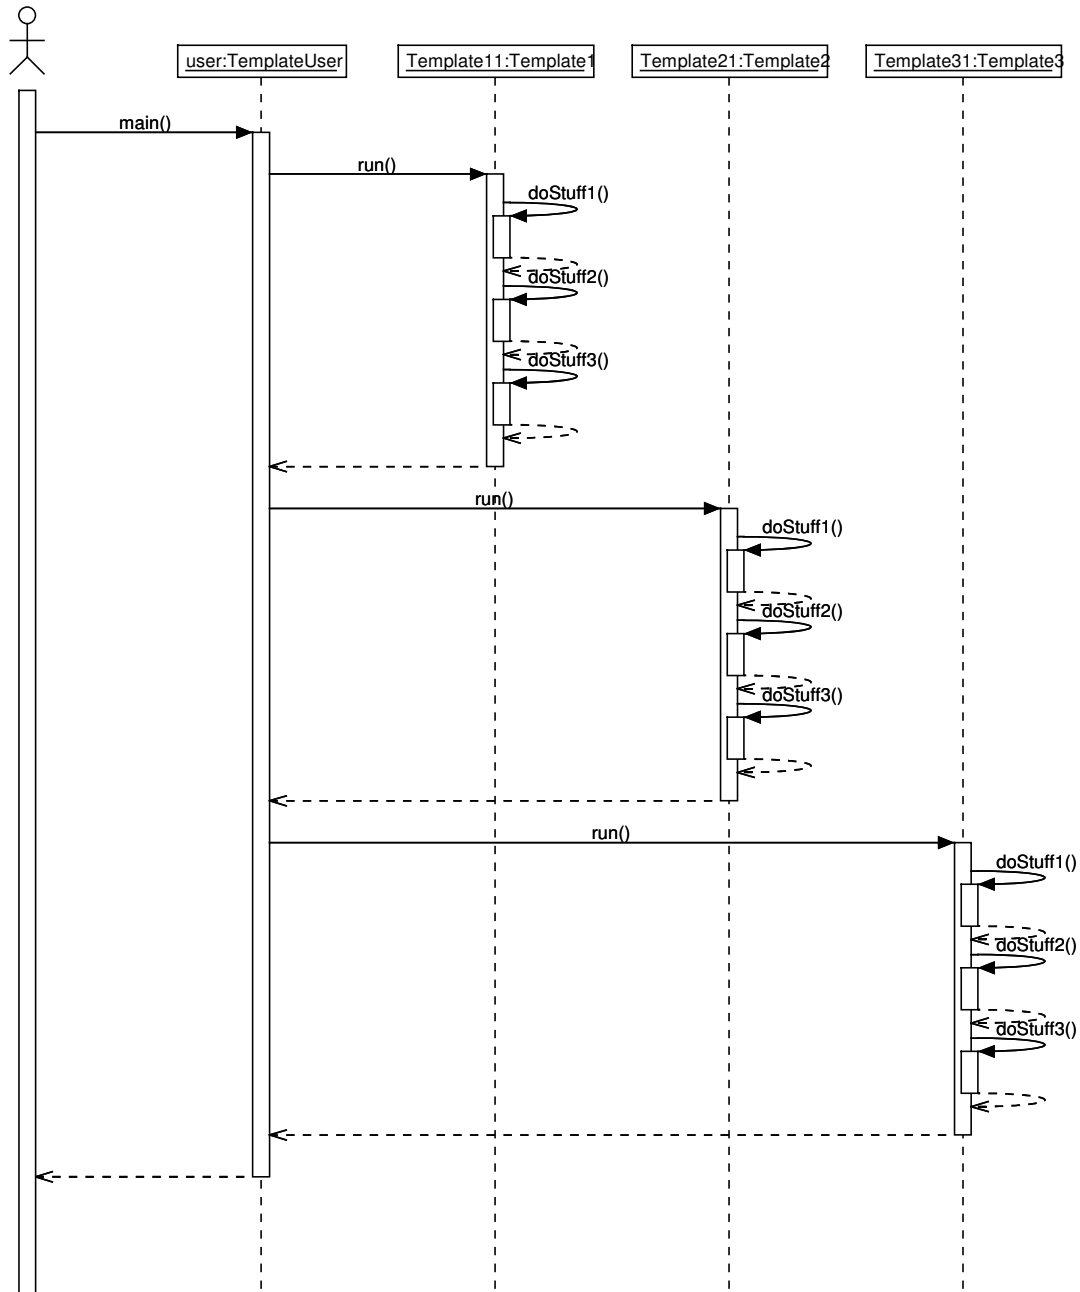 user:TemplateUser
Template11:Template1
Template21:Template2
Template31:Template3
main()
run()
doStuff1()
doStuff2()
doStuff3()
run()
doStuff1()
doStuff2()
doStuff3()
run()
doStuff1()
doStuff2()
doStuff3()